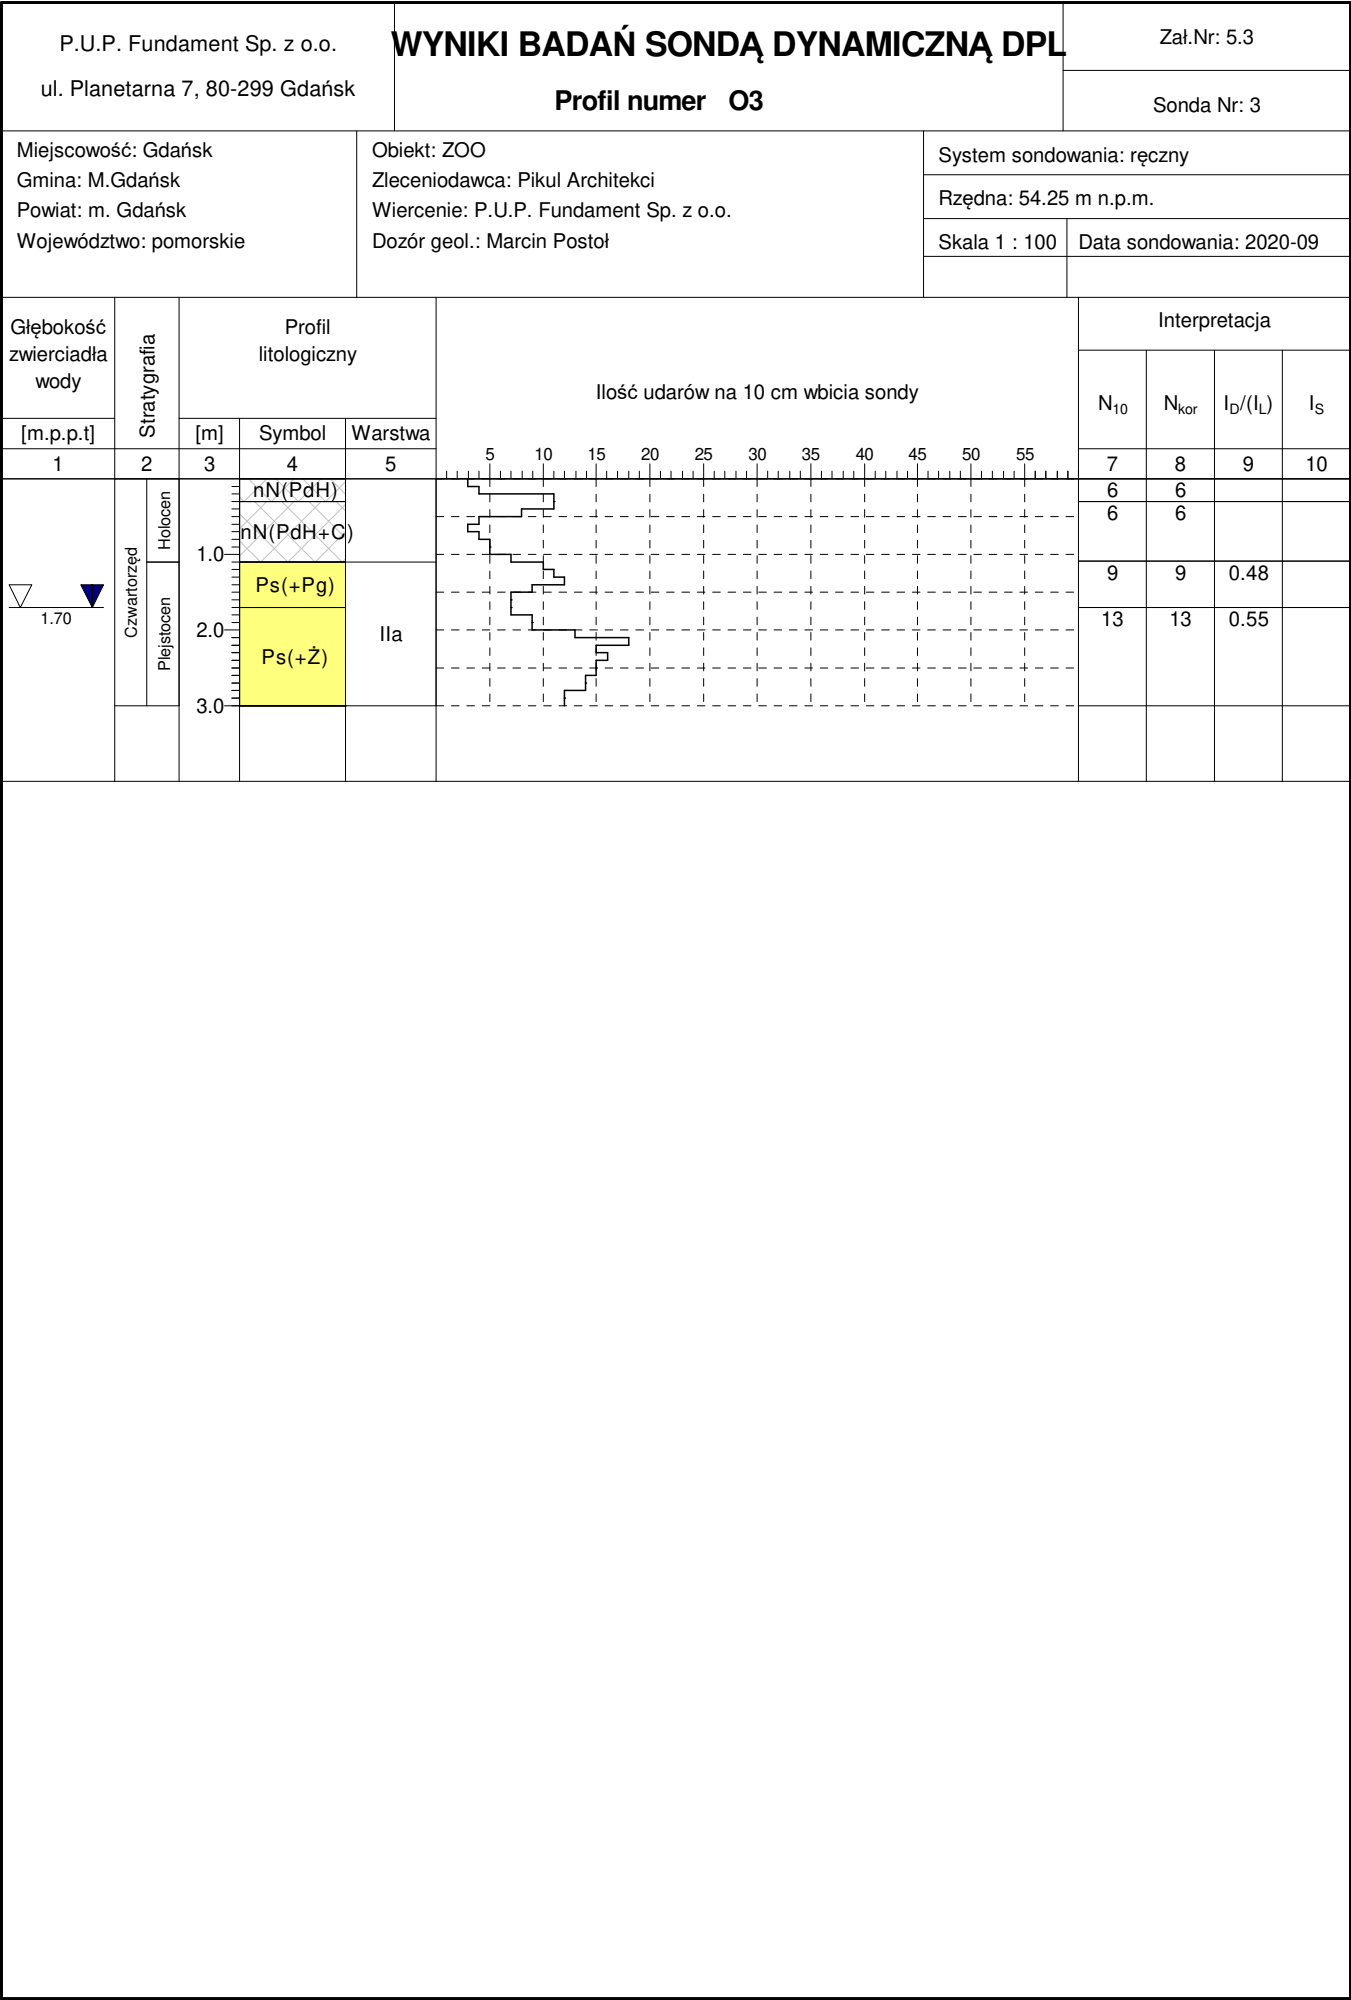 P.U.P. Fundament Sp. z o.o.
ul. Planetarna 7, 80-299 Gdańsk
WYNIKI BADAŃ SONDĄ DYNAMICZNĄ DPL
Profil numer O3
Zał.Nr: 5.3
Sonda Nr: 3
Miejscowość: Gdańsk
Gmina: M.Gdańsk
Powiat: m. Gdańsk
Województwo: pomorskie
Obiekt: ZOO
Zleceniodawca: Pikul Architekci
Wiercenie: P.U.P. Fundament Sp. z o.o.
Dozór geol.: Marcin Postoł
System sondowania: ręczny
Rzędna: 54.25 m n.p.m.
Skala 1 : 100 Data sondowania: 2020-09
Głębokość
zwierciadła
wody
[m.p.p.t]
Stratygrafia
Profil
litologiczny
[m] Symbol Warstwa
Ilość udarów na 10 cm wbicia sondy
5 10 15 20 25 30 35 40 45 50 55
Interpretacja
N10 Nkor ID/(IL) IS
1 2 3 4 5 7 8 9 10
nN(PdH) 6 6
nN(PdH+C) 6 6
Holocen
1.0
Ps(+Pg) 9 9 0.48
1.70
Czwartorzęd
Plejstocen
2.0
IIa
13 13 0.55
Ps(+Ż)
3.0